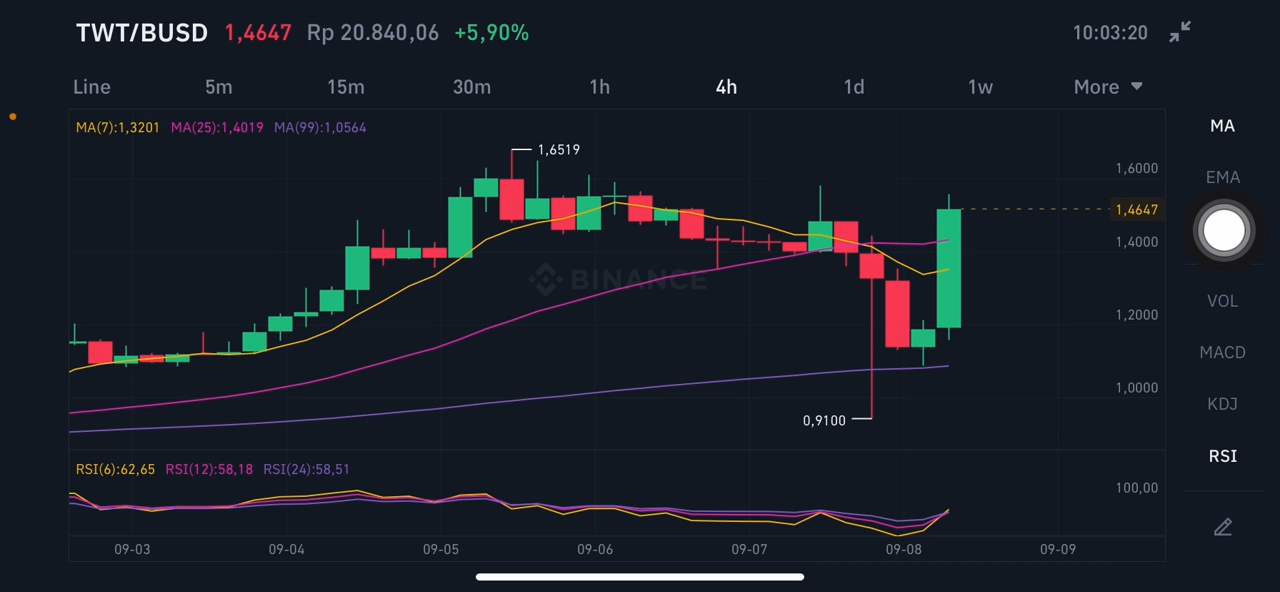 TWT/BUSD 1,4647 Rp 20.840,06 +5,90% 10:03:20
Line 5m 15m 30m 1h 4h 1d 1w More
MA(7):1,3201 MA(25):1,4019 MA(99):1,0564
MA
1,6519
1,6000
EMA
1,4647
1,4000
BINANCE
VOL
1,2000
MACD
1,0000
KDJ
0,9100
RSI(6):62,65 RSI(12):58,18 RSI(24):58,51
RSI
100,00
09-03 09-04 09-05 09-06 09-07 09-08 09-09